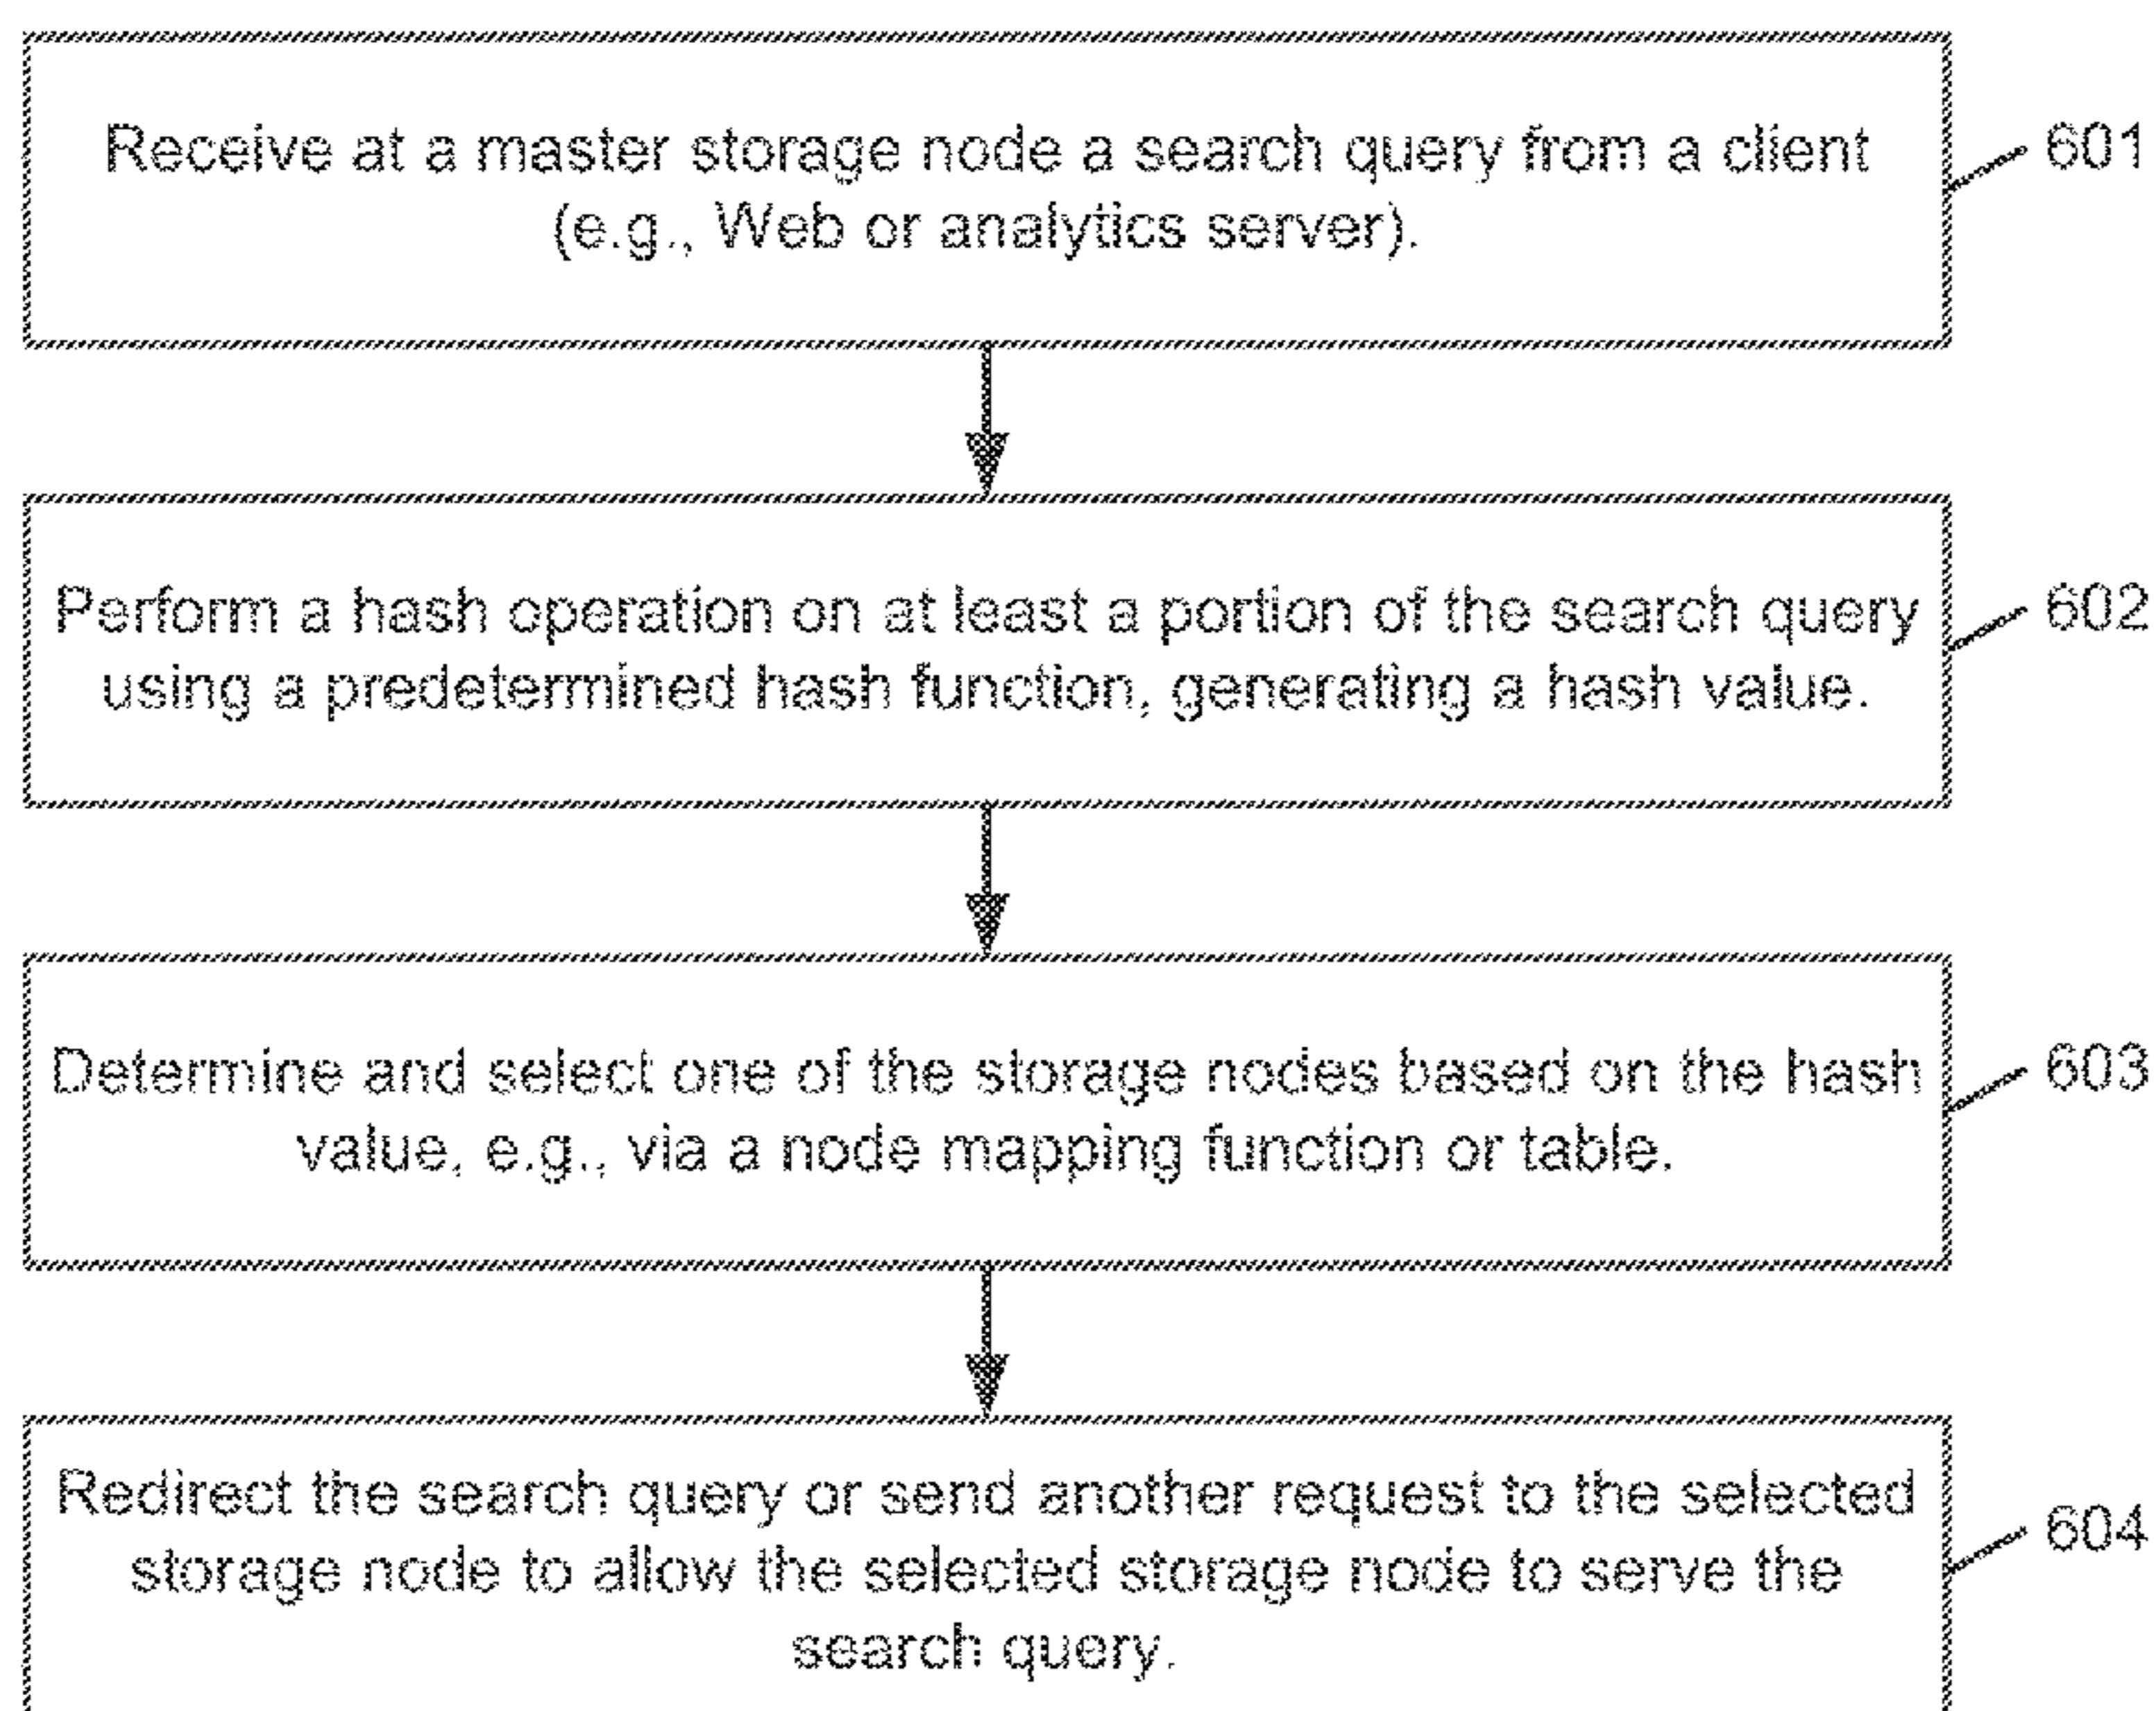 Receive at a master storage node a search query from a client
(e.g., Web or analytics server).
601
Perform a hash operation on at least a portion of the search query
using a predetermined hash function, generating a hash value.
602
Determine and select one of the storage nodes based on the hash
value, e.g., via a node mapping function or table.
603
Redirect the search query or send another request to the selected
storage node to allow the selected storage node to serve the
search query.
604